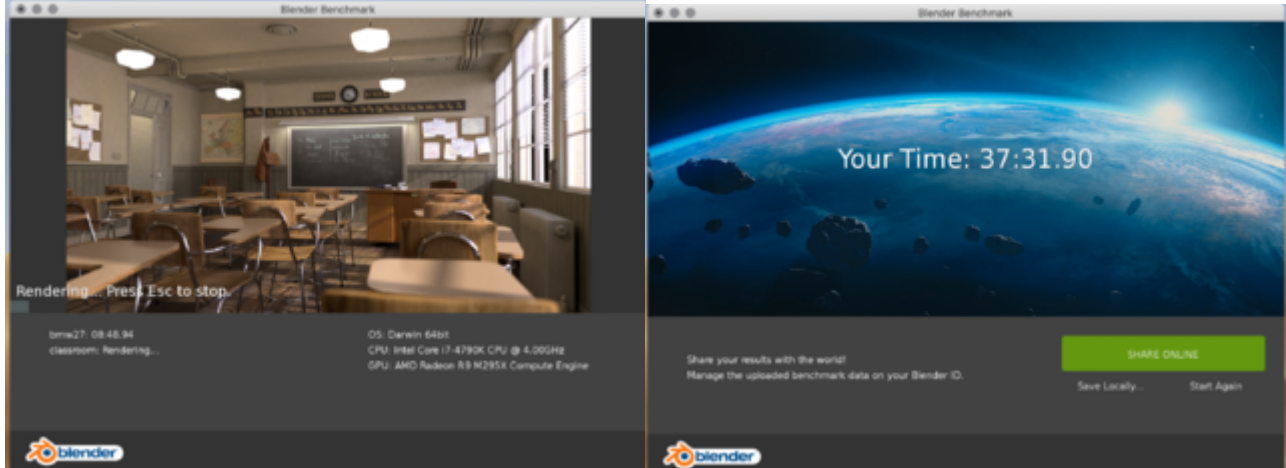 Blender Benchmark
Rendering... Press Esc to stop.
bmw27: 08:48.94
classroom: Rendering...
OS: Darwin 64bit
CPU: Intel Core i7-4790K CPU @ 4.00GHz
GPU: AMD Radeon R9 M295X Compute Engine
blender
Blender Benchmark
Your Time: 37:31.90
Share your results with the world!
Manage the uploaded benchmark data on your Blender ID.
SHARE ONLINE
Save Locally...
Start Again
blender